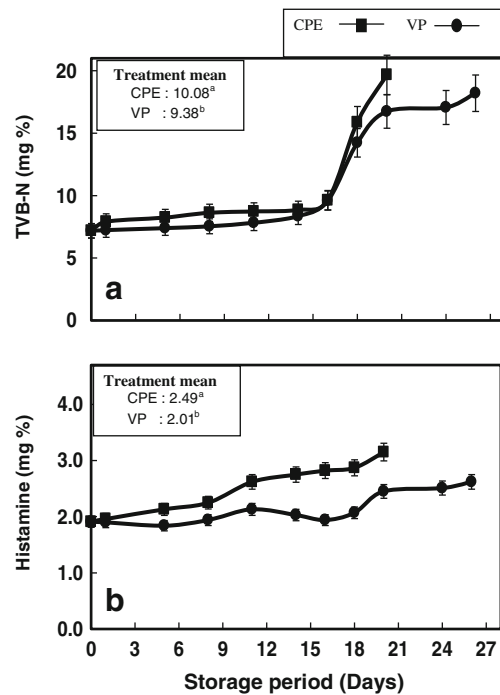 CPE VP
20
15
10
5
0
TVB-N (mg %)
Treatment mean
CPE : 10.08ᵃ
VP : 9.38ᵇ
a
4.0
3.0
2.0
1.0
0.0
Histamine (mg %)
Treatment mean
CPE : 2.49ᵃ
VP : 2.01ᵇ
b
0 3 6 9 12 15 18 21 24 27
Storage period (Days)